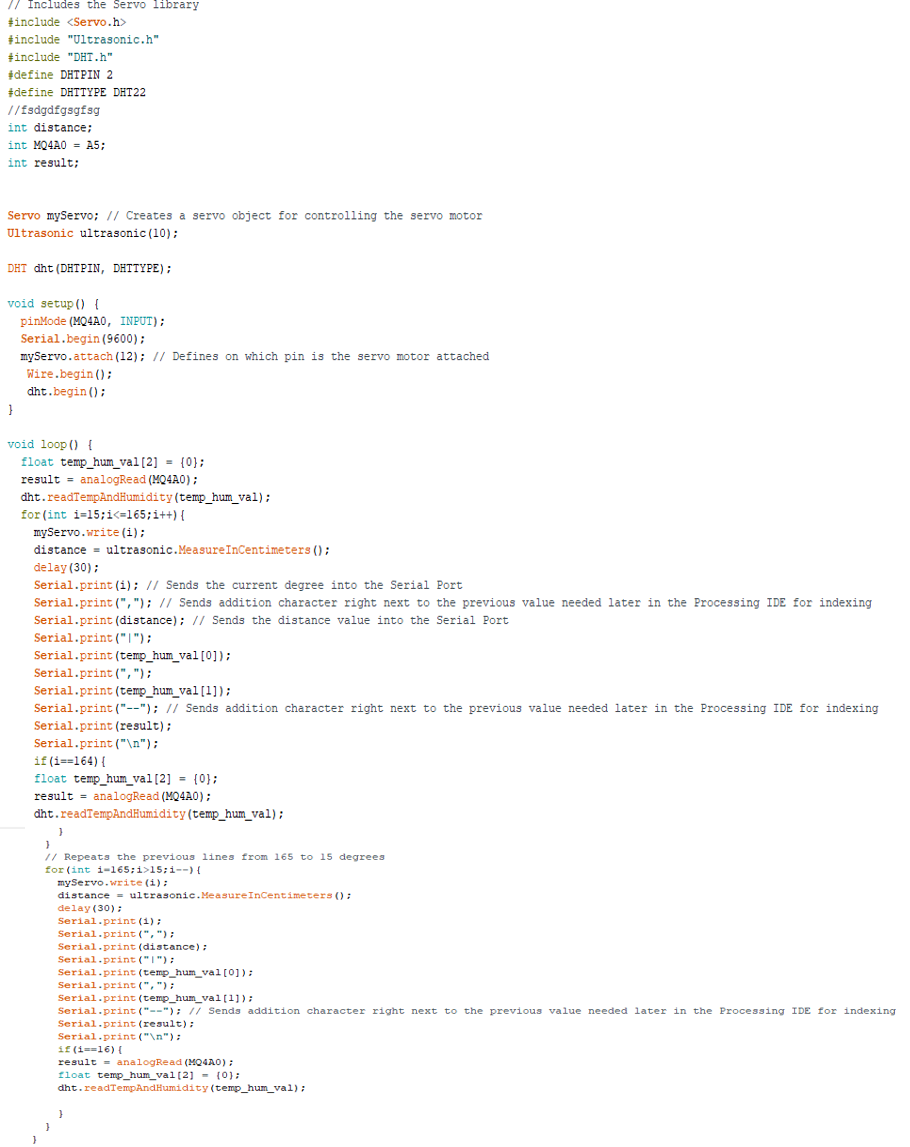 // Includes the Servo library
#include <Servo.h>
#include "Ultrasonic.h"
#include "DHT.h"
#define DHTPIN 2
#define DHTTYPE DHT22
//fsdgdfgsgfsg
int distance;
int MQ4A0 = A5;
int result;
Servo myServo; // Creates a servo object for controlling the servo motor
Ultrasonic ultrasonic(10);
DHT dht(DHTPIN, DHTTYPE);
void setup() {
pinMode(MQ4A0, INPUT);
Serial.begin(9600);
myServo.attach(12); // Defines on which pin is the servo motor attached
Wire.begin();
dht.begin();
}
void loop() {
float temp_hum_val[2] = {0};
result = analogRead(MQ4A0);
dht.readTempAndHumidity(temp_hum_val);
for(int i=15;i<=165;i++){
myServo.write(i);
distance = ultrasonic.MeasureInCentimeters();
delay(30);
Serial.print(i); // Sends the current degree into the Serial Port
Serial.print(","); // Sends addition character right next to the previous value needed later in the Processing IDE for indexing
Serial.print(distance); // Sends the distance value into the Serial Port
Serial.print("|");
Serial.print(temp_hum_val[0]);
Serial.print(",");
Serial.print(temp_hum_val[1]);
Serial.print("--"); // Sends addition character right next to the previous value needed later in the Processing IDE for indexing
Serial.print(result);
Serial.print("\n");
if(i==164){
float temp_hum_val[2] = {0};
result = analogRead(MQ4A0);
dht.readTempAndHumidity(temp_hum_val);
}
}
// Repeats the previous lines from 165 to 15 degrees
for(int i=165;i>15;i--){
myServo.write(i);
distance = ultrasonic.MeasureInCentimeters();
delay(30);
Serial.print(i);
Serial.print(",");
Serial.print(distance);
Serial.print("|");
Serial.print(temp_hum_val[0]);
Serial.print(",");
Serial.print(temp_hum_val[1]);
Serial.print("--"); // Sends addition character right next to the previous value needed later in the Processing IDE for indexing
Serial.print(result);
Serial.print("\n");
if(i==16){
result = analogRead(MQ4A0);
float temp_hum_val[2] = {0};
dht.readTempAndHumidity(temp_hum_val);
}
}
}